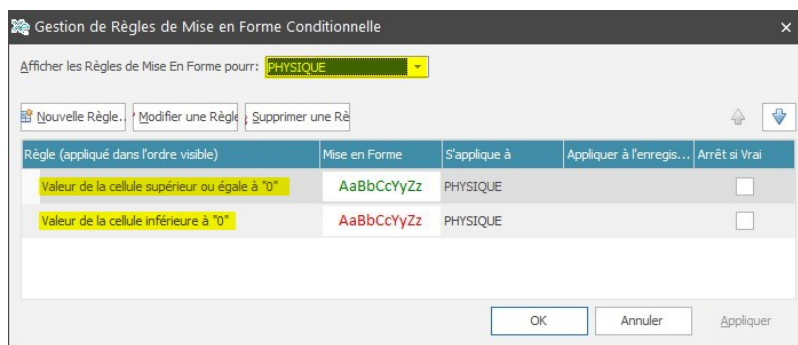 Gestion de Règles de Mise en Forme Conditionnelle
Afficher les Règles de Mise En Forme pourr: PHYSIQUE
Nouvelle Règle.. Modifier une Règle Supprimer une Rè
Règle (appliqué dans l'ordre visible) Mise en Forme S'applique à Appliquer à l'enregis... Arrêt si Vrai
Valeur de la cellule supérieur ou égale à "0" AaBbCcYyZz PHYSIQUE
Valeur de la cellule inférieure à "0" AaBbCcYyZz PHYSIQUE
OK Annuler Appliquer